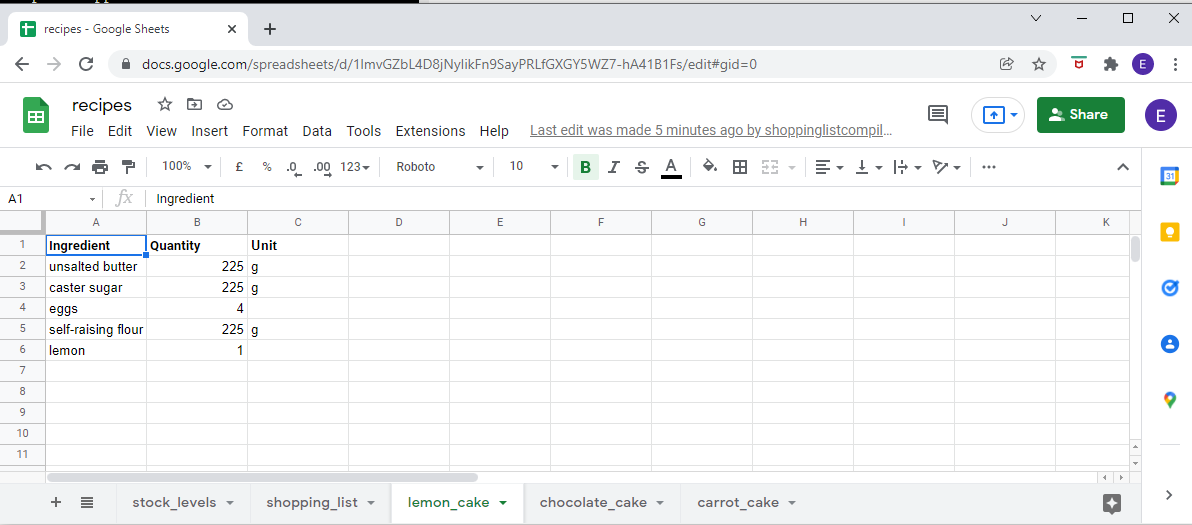 recipes - Google Sheets
docs.google.com/spreadsheets/d/1ImvGZbL4D8jNylikFn9SayPRLfGXGY5WZ7-hA41B1Fs/edit#gid=0
E
recipes
Share
E
File Edit View Insert Format Data Tools Extensions Help Last edit was made 5 minutes ago by shoppinglistcompil...
100% £ % .0 .00 123 Roboto 10 B I S A
31
A1 fx Ingredient
A B C D E F G H I J K
1 Ingredient Quantity Unit
2 unsalted butter 225 g
3 caster sugar 225 g
4 eggs 4
5 self-raising flour 225 g
6 lemon 1
7
8
9
10
11
stock_levels shopping_list lemon_cake chocolate_cake carrot_cake